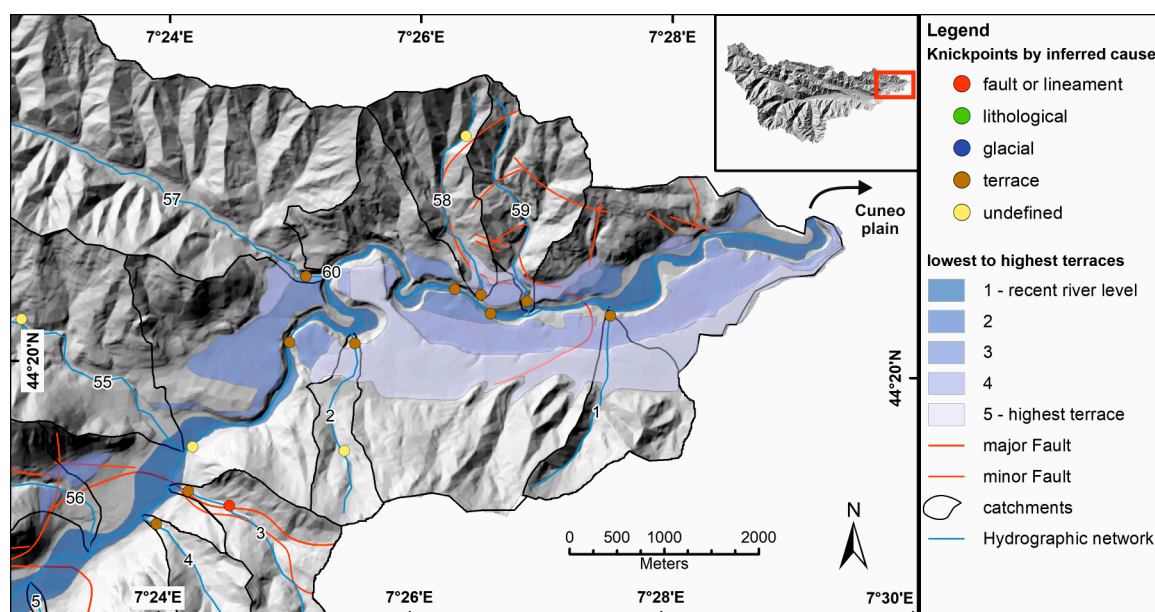 7°24'E
7°26'E
7°28'E
Legend
Knickpoints by inferred cause
fault or lineament
lithological
glacial
terrace
undefined
57
58
59
Cuneo
plain
60
lowest to highest terraces
1 - recent river level
2
3
4
5 - highest terrace
44°20'N
44°20'N
55
2
1
major Fault
minor Fault
56
catchments
3
N
Hydrographic network
0 500 1000 2000
Meters
4
5
7°24'E
7°26'E
7°28'E
7°30'E